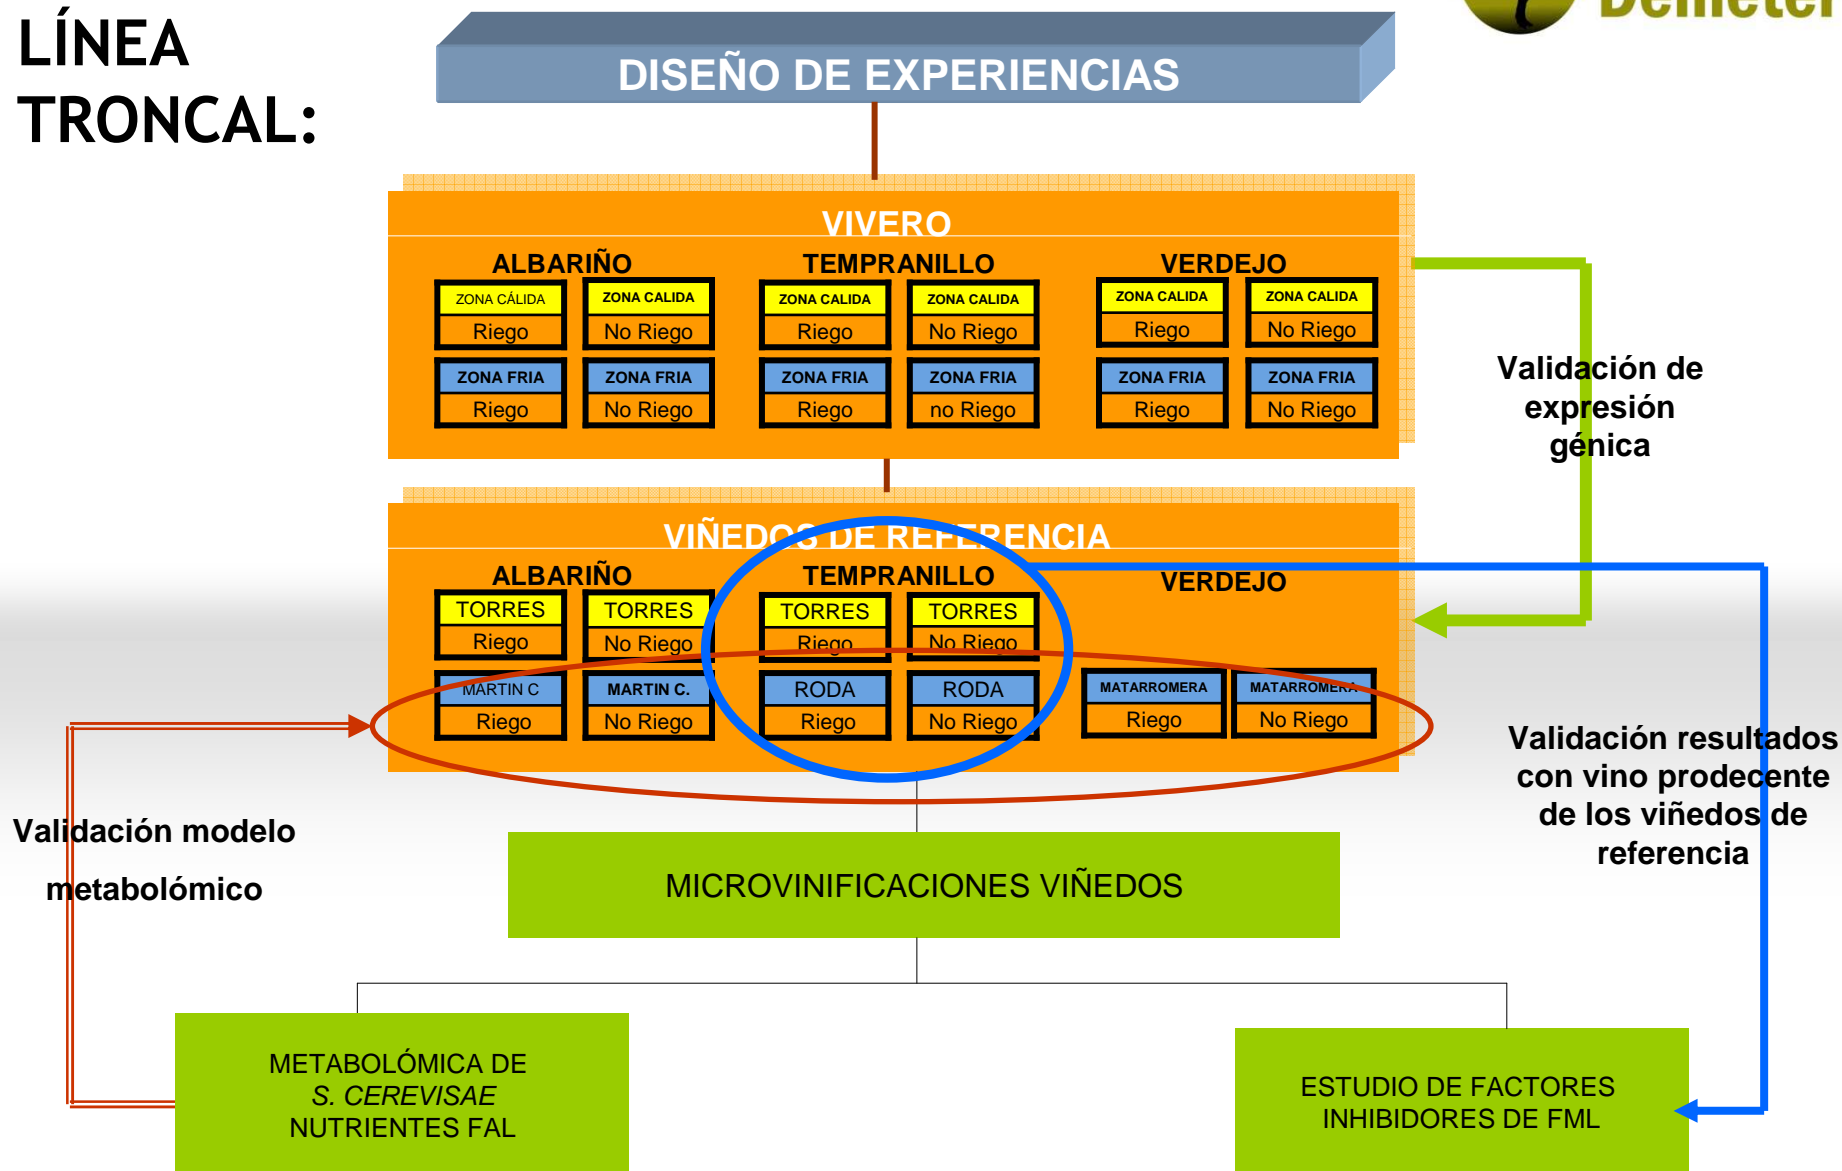 LÍNEA
TRONCAL:
Demeter
DISEÑO DE EXPERIENCIAS
VIVERO
ALBARIÑO TEMPRANILLO VERDEJO
ZONA CÁLIDA ZONA CALIDA ZONA CALIDA ZONA CALIDA ZONA CALIDA ZONA CALIDA
Riego No Riego Riego No Riego Riego No Riego
ZONA FRIA ZONA FRIA ZONA FRIA ZONA FRIA ZONA FRIA ZONA FRIA
Riego No Riego Riego no Riego Riego No Riego
Validación de
expresión
génica
VIÑEDOS DE REFERENCIA
ALBARIÑO TEMPRANILLO VERDEJO
TORRES TORRES TORRES TORRES
Riego No Riego Riego No Riego
MARTIN C MARTIN C. RODA RODA MATARROMERA MATARROMERA
Riego No Riego Riego No Riego Riego No Riego
Validación resultados
con vino prodecente
de los viñedos de
referencia
Validación modelo
metabolómico
MICROVINIFICACIONES VIÑEDOS
METABOLÓMICA DE
S. CEREVISAE
NUTRIENTES FAL
ESTUDIO DE FACTORES
INHIBIDORES DE FML